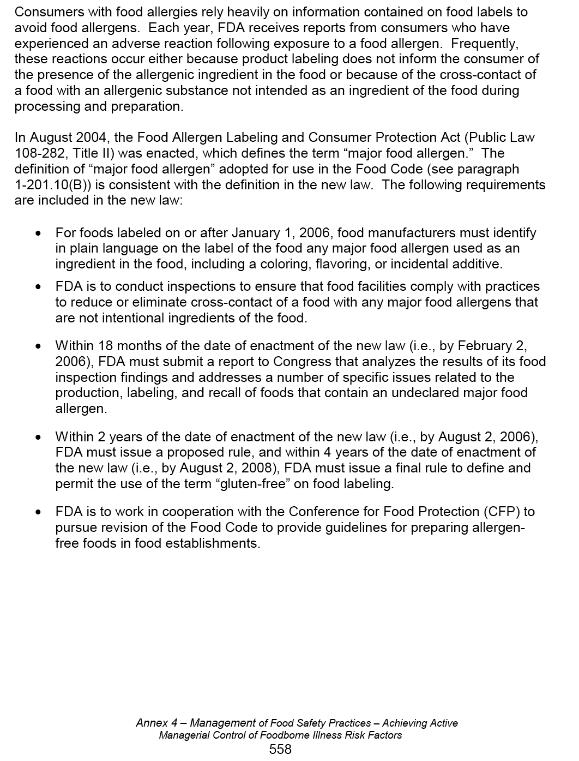 Consumers with food allergies rely heavily on information contained on food labels to
avoid food allergens.  Each year, FDA receives reports from consumers who have
experienced an adverse reaction following exposure to a food allergen.  Frequently,
these reactions occur either because product labeling does not inform the consumer of
the presence of the allergenic ingredient in the food or because of the cross-contact of
a food with an allergenic substance not intended as an ingredient of the food during
processing and preparation.
In August 2004, the Food Allergen Labeling and Consumer Protection Act (Public Law
108-282, Title II) was enacted, which defines the term “major food allergen.”  The
definition of “major food allergen” adopted for use in the Food Code (see paragraph
1-201.10(B)) is consistent with the definition in the new law.  The following requirements
are included in the new law:
• For foods labeled on or after January 1, 2006, food manufacturers must identify
in plain language on the label of the food any major food allergen used as an
ingredient in the food, including a coloring, flavoring, or incidental additive.
• FDA is to conduct inspections to ensure that food facilities comply with practices
to reduce or eliminate cross-contact of a food with any major food allergens that
are not intentional ingredients of the food.
• Within 18 months of the date of enactment of the new law (i.e., by February 2,
2006), FDA must submit a report to Congress that analyzes the results of its food
inspection findings and addresses a number of specific issues related to the
production, labeling, and recall of foods that contain an undeclared major food
allergen.
• Within 2 years of the date of enactment of the new law (i.e., by August 2, 2006),
FDA must issue a proposed rule, and within 4 years of the date of enactment of
the new law (i.e., by August 2, 2008), FDA must issue a final rule to define and
permit the use of the term “gluten-free” on food labeling.
• FDA is to work in cooperation with the Conference for Food Protection (CFP) to
pursue revision of the Food Code to provide guidelines for preparing allergen-
free foods in food establishments.
Annex 4 – Management of Food Safety Practices – Achieving Active
Managerial Control of Foodborne Illness Risk Factors
558